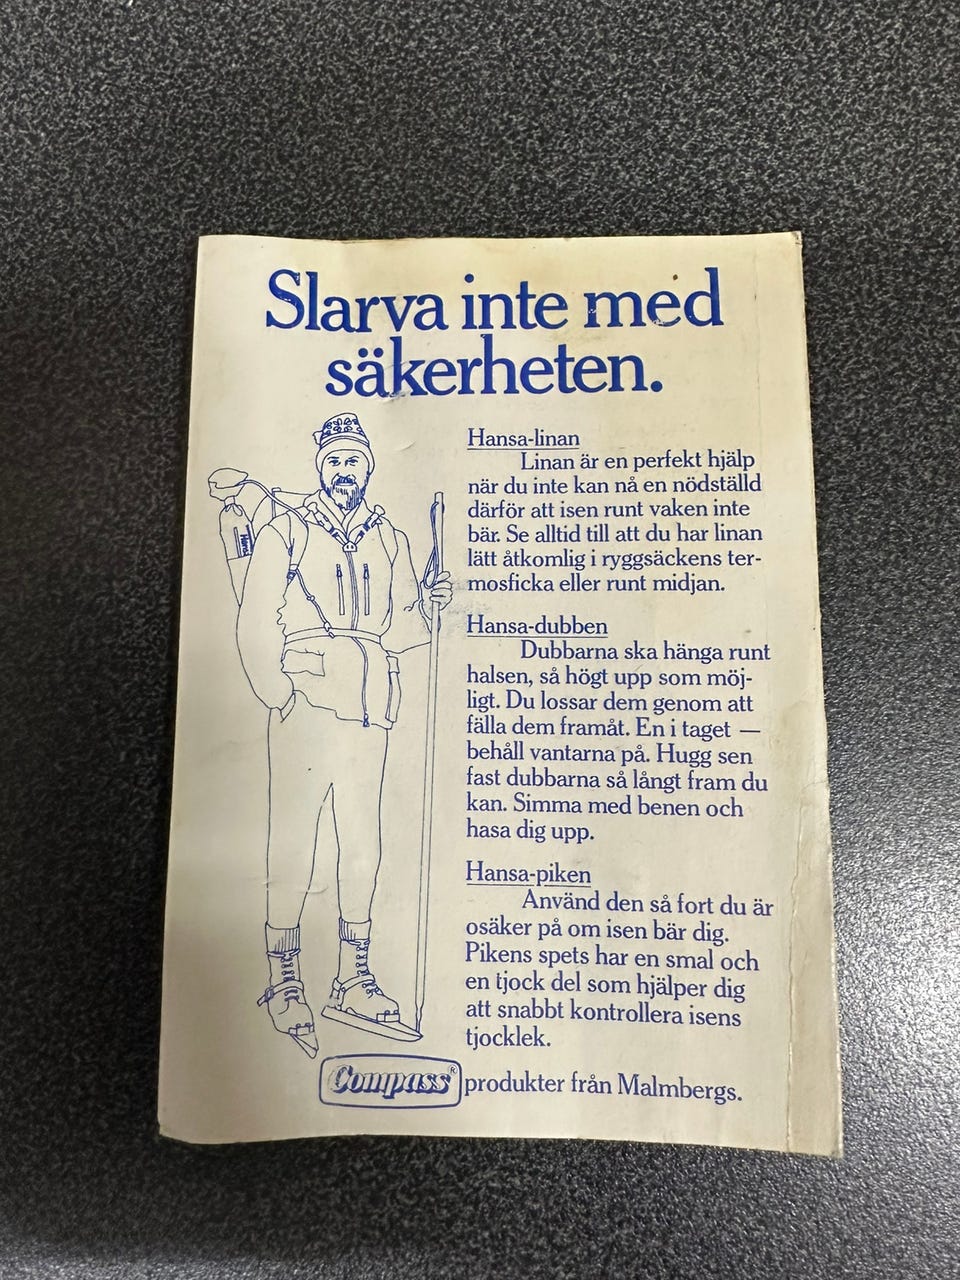 Slarva inte med
säkerheten.
Hansa-linan
Linan är en perfekt hjälp
när du inte kan nå en nödställd
därför att isen runt vaken inte
bär. Se alltid till att du har linan
lätt åtkomlig i ryggsäckens ter-
mosficka eller runt midjan.
Hansa-dubben
Dubbarna ska hänga runt
halsen, så högt upp som möj-
ligt. Du lossar dem genom att
fälla dem framåt. En i taget —
behåll vantarna på. Hugg sen
fast dubbarna så långt fram du
kan. Simma med benen och
hasa dig upp.
Hansa-piken
Använd den så fort du är
osäker på om isen bär dig.
Pikens spets har en smal och
en tjock del som hjälper dig
att snabbt kontrollera isens
tjocklek.
Compass® produkter från Malmbergs.
Hansa